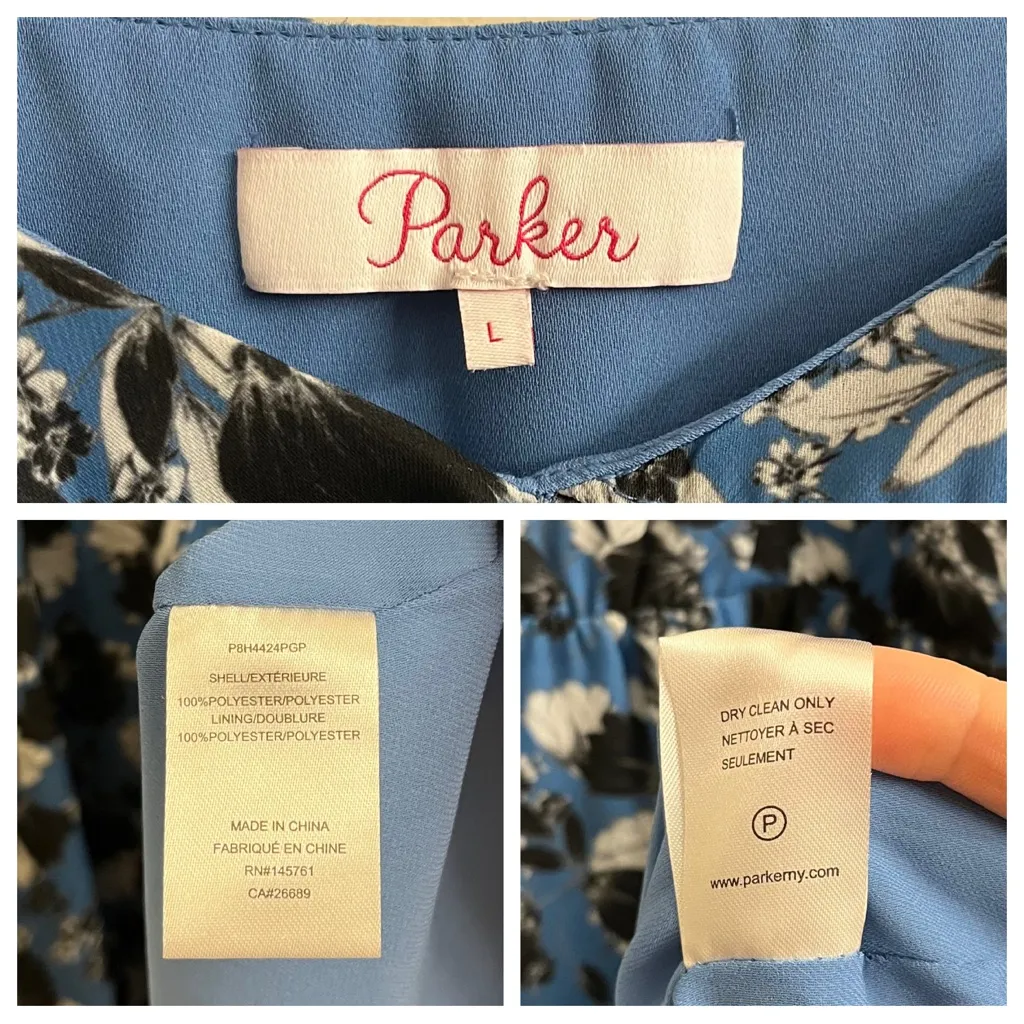 Parker
L
P8H4424PGP
SHELL/EXTÉRIEURE
100%POLYESTER/POLYESTER
LINING/DOUBLURE
100%POLYESTER/POLYESTER
MADE IN CHINA
FABRIQUÉ EN CHINE
RN#145761
CA#26689
DRY CLEAN ONLY
NETTOYER À SEC
SEULEMENT
P
www.parkerny.com